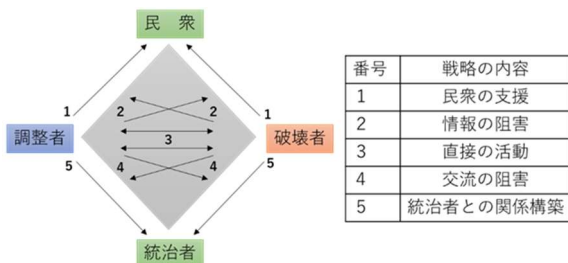 民 衆
1
2
2
1
調整者
3
破壊者
5
4
4
5
統治者
番号 戦略の内容
1 民衆の支援
2 情報の阻害
3 直接の活動
4 交流の阻害
5 統治者との関係構築